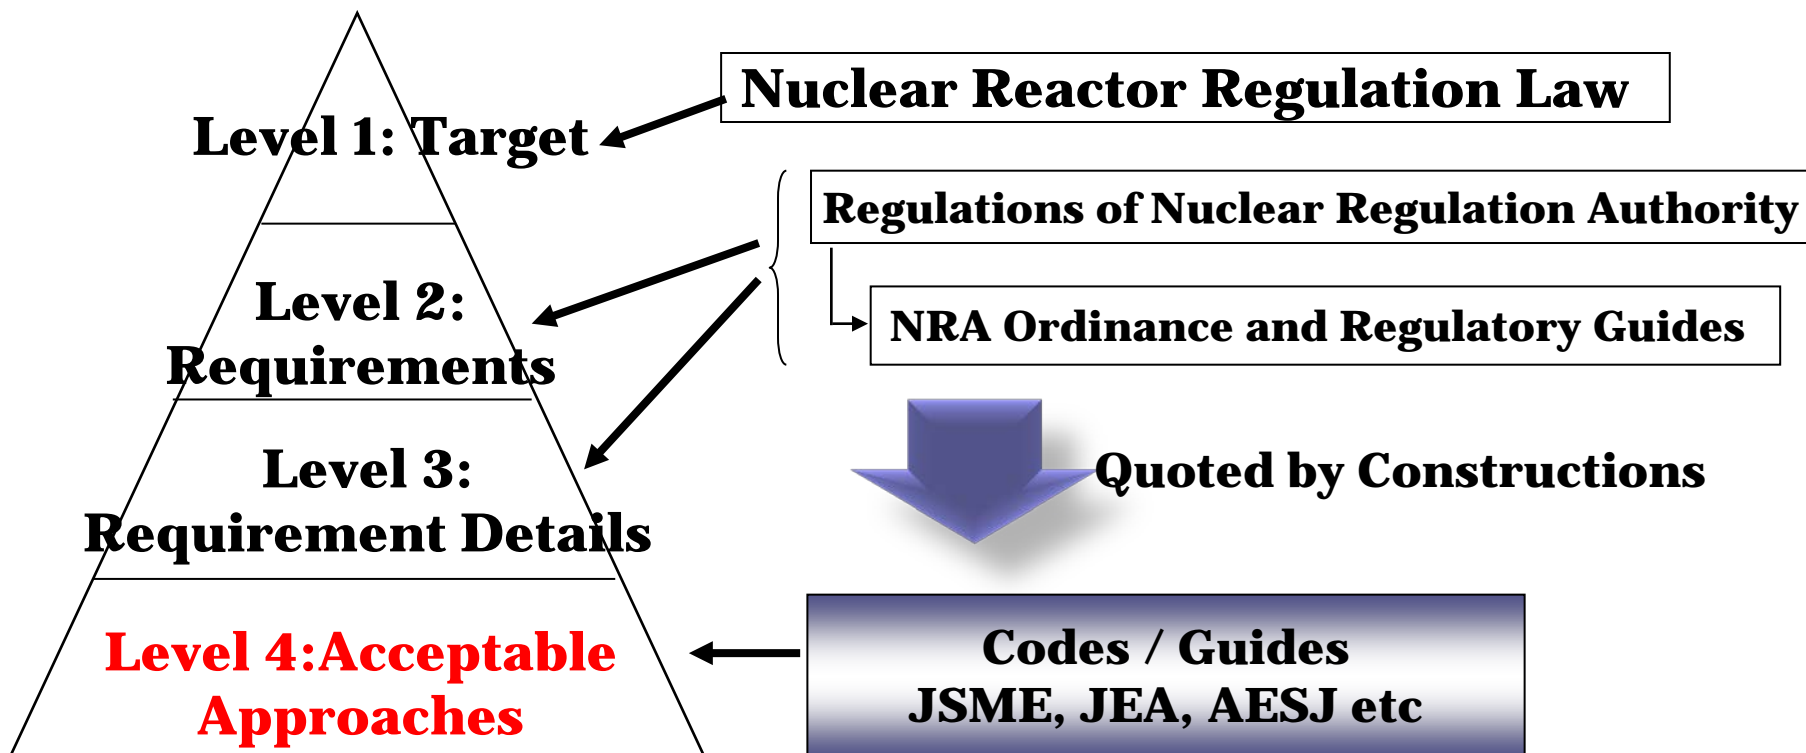 Nuclear Reactor Regulation Law
Level 1: Target
Regulations of Nuclear Regulation Authority
Level 2:
Requirements
NRA Ordinance and Regulatory Guides
Level 3:
Requirement Details
Quoted by Constructions
Level 4:Acceptable
Approaches
Codes / Guides
JSME, JEA, AESJ etc